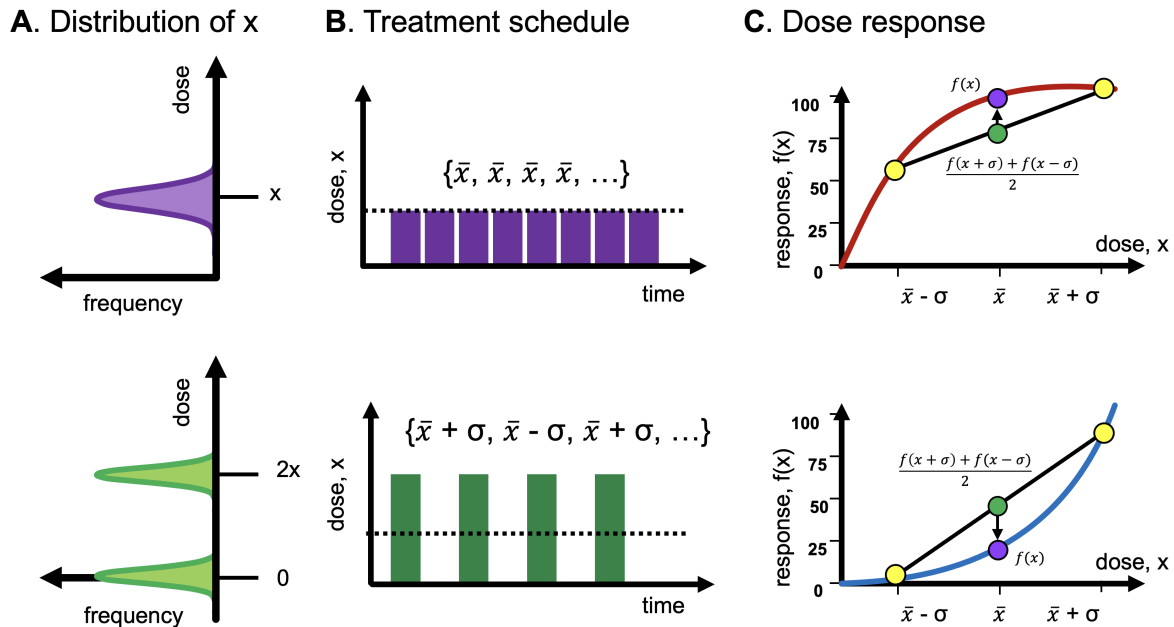 A. Distribution of x
B. Treatment schedule
C. Dose response
dose
x
frequency
dose, x
{x̄, x̄, x̄, x̄, …}
time
response, f(x)
100
75
50
25
0
f(x)
f(x + σ) + f(x − σ)
2
dose, x
x̄ - σ
x̄
x̄ + σ
dose
2x
0
frequency
dose, x
{x̄ + σ, x̄ - σ, x̄ + σ, …}
time
response, f(x)
100
75
50
25
0
f(x + σ) + f(x − σ)
2
f(x)
dose, x
x̄ - σ
x̄
x̄ + σ